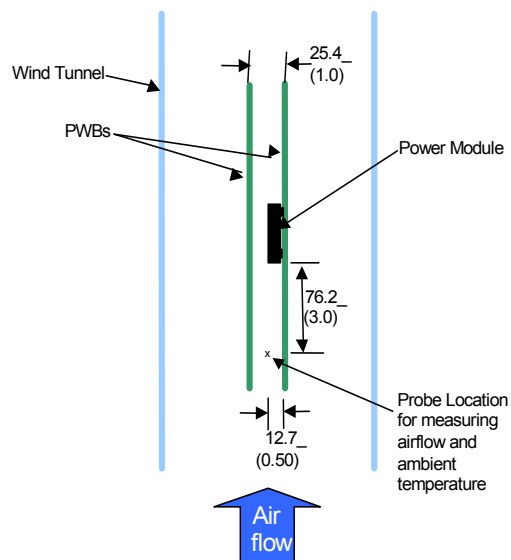 25.4_
(1.0)
Wind Tunnel
PWBs
Power Module
76.2_
(3.0)
x
Probe Location
for measuring
airflow and
ambient
temperature
12.7_
(0.50)
Air
flow